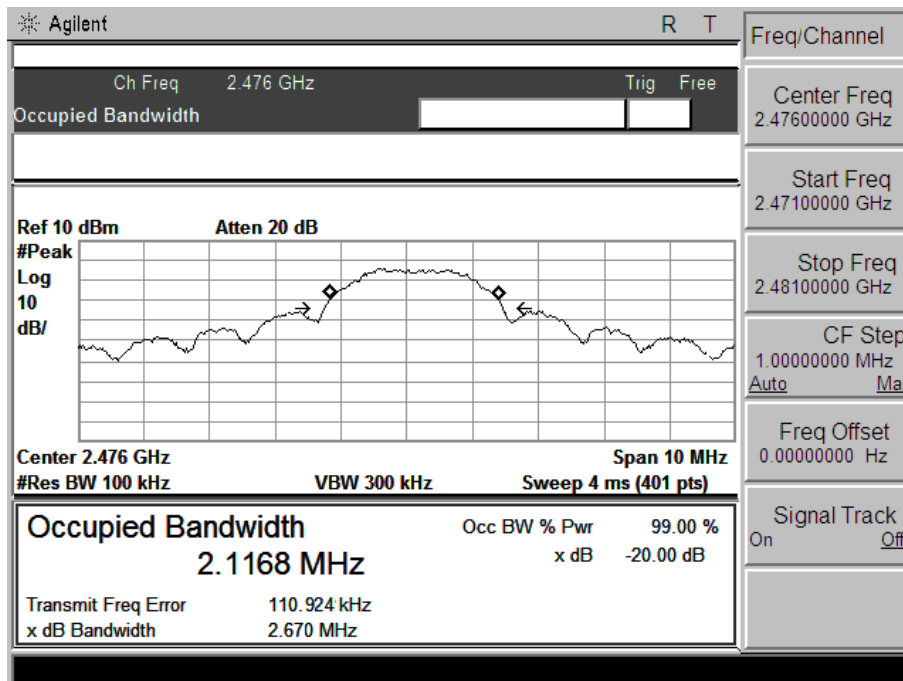 Agilent R T
Ch Freq 2.476 GHz Trig Free
Occupied Bandwidth
Ref 10 dBm Atten 20 dB
#Peak
Log
10
dB/
Center 2.476 GHz Span 10 MHz
#Res BW 100 kHz VBW 300 kHz Sweep 4 ms (401 pts)
Occupied Bandwidth Occ BW % Pwr 99.00 %
2.1168 MHz x dB -20.00 dB
Transmit Freq Error 110.924 kHz
x dB Bandwidth 2.670 MHz
Freq/Channel
Center Freq
2.47600000 GHz
Start Freq
2.47100000 GHz
Stop Freq
2.48100000 GHz
CF Step
1.00000000 MHz
Auto Ma
Freq Offset
0.00000000 Hz
Signal Track
On Off